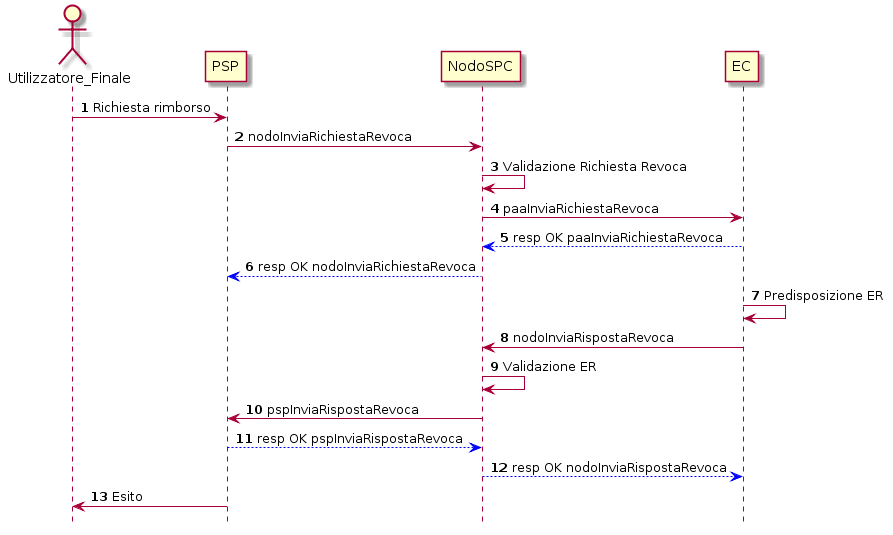 Utilizzatore_Finale
PSP
NodoSPC
EC
1 Richiesta rimborso
2 nodoInviaRichiestaRevoca
3 Validazione Richiesta Revoca
4 paaInviaRichiestaRevoca
5 resp OK paaInviaRichiestaRevoca
6 resp OK nodoInviaRichiestaRevoca
7 Predisposizione ER
8 nodoInviaRispostaRevoca
9 Validazione ER
10 pspInviaRispostaRevoca
11 resp OK pspInviaRispostaRevoca
12 resp OK nodoInviaRispostaRevoca
13 Esito